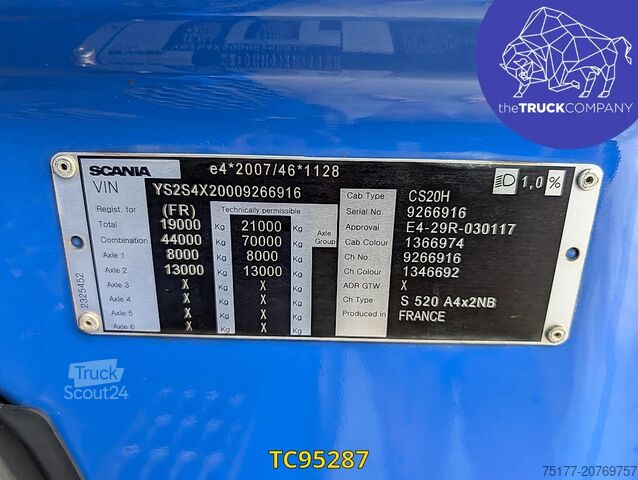 theTRUCKCOMPANY
SCANIA e4*2007/46*1128
VIN YS2S4X20009266916
1,0 %
Regist. for (FR) Technically permissible
Total 19000 Kg 21000 Kg
Combination 44000 Kg 70000 Kg
Axle Group
Axle 1 8000 Kg 8000 Kg
Axle 2 13000 Kg 13000 Kg
Axle 3 X Kg X Kg
Axle 4 X Kg X Kg
Axle 5 X Kg X Kg
Axle 6 X Kg X Kg
Cab Type CS20H
Serial No. 9266916
Approval E4-29R-030117
Cab Colour 1366974
Ch No. 9266916
Ch Colour 1346692
ADR GTW X
Ch Type S 520 A4x2NB
Produced in FRANCE
2325452
Truck
Scout24
TC95287
75177-20769757